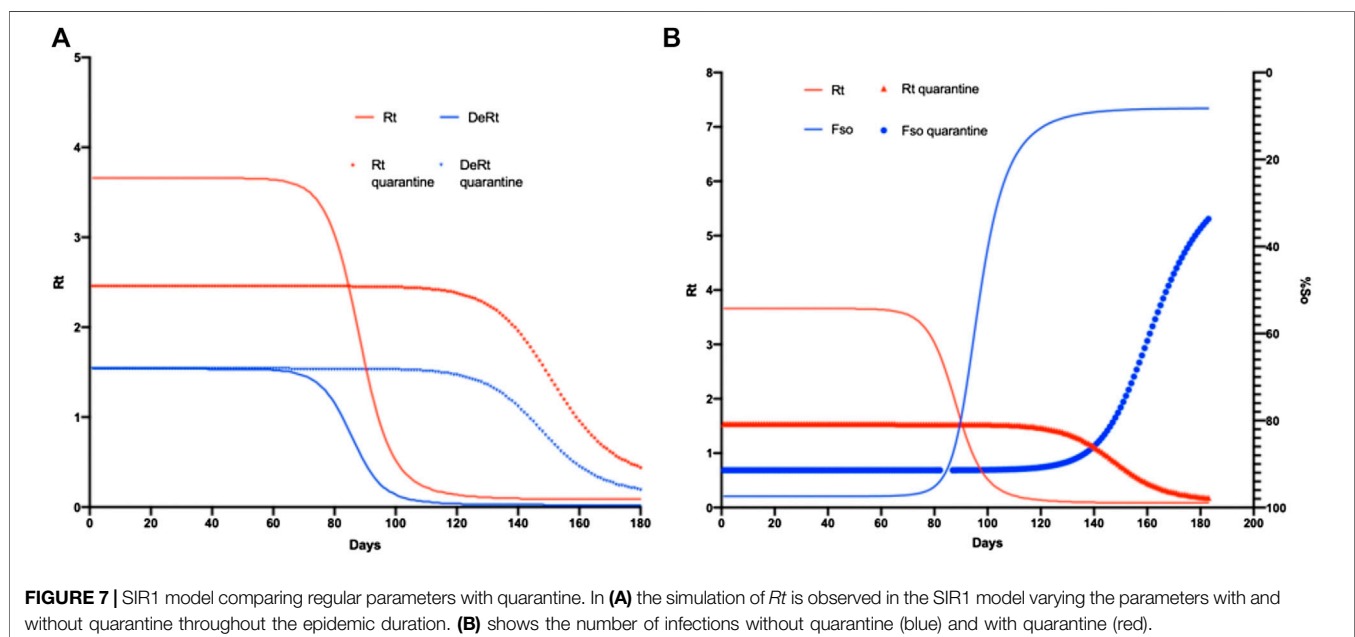 A
5
4
3
2
1
0
Rt
0 20 40 60 80 100 120 140 160 180
Days
Rt
DeRt
Rt quarantine
DeRt quarantine
B
8
7
6
5
4
3
2
1
0
Rt
0 20 40 60 80 100 120 140 160 180 200
Days
0
20
40
60
80
100
%So
Rt
Rt quarantine
Fso
Fso quarantine
FIGURE 7 | SIR1 model comparing regular parameters with quarantine. In (A) the simulation of Rt is observed in the SIR1 model varying the parameters with and
without quarantine throughout the epidemic duration. (B) shows the number of infections without quarantine (blue) and with quarantine (red).